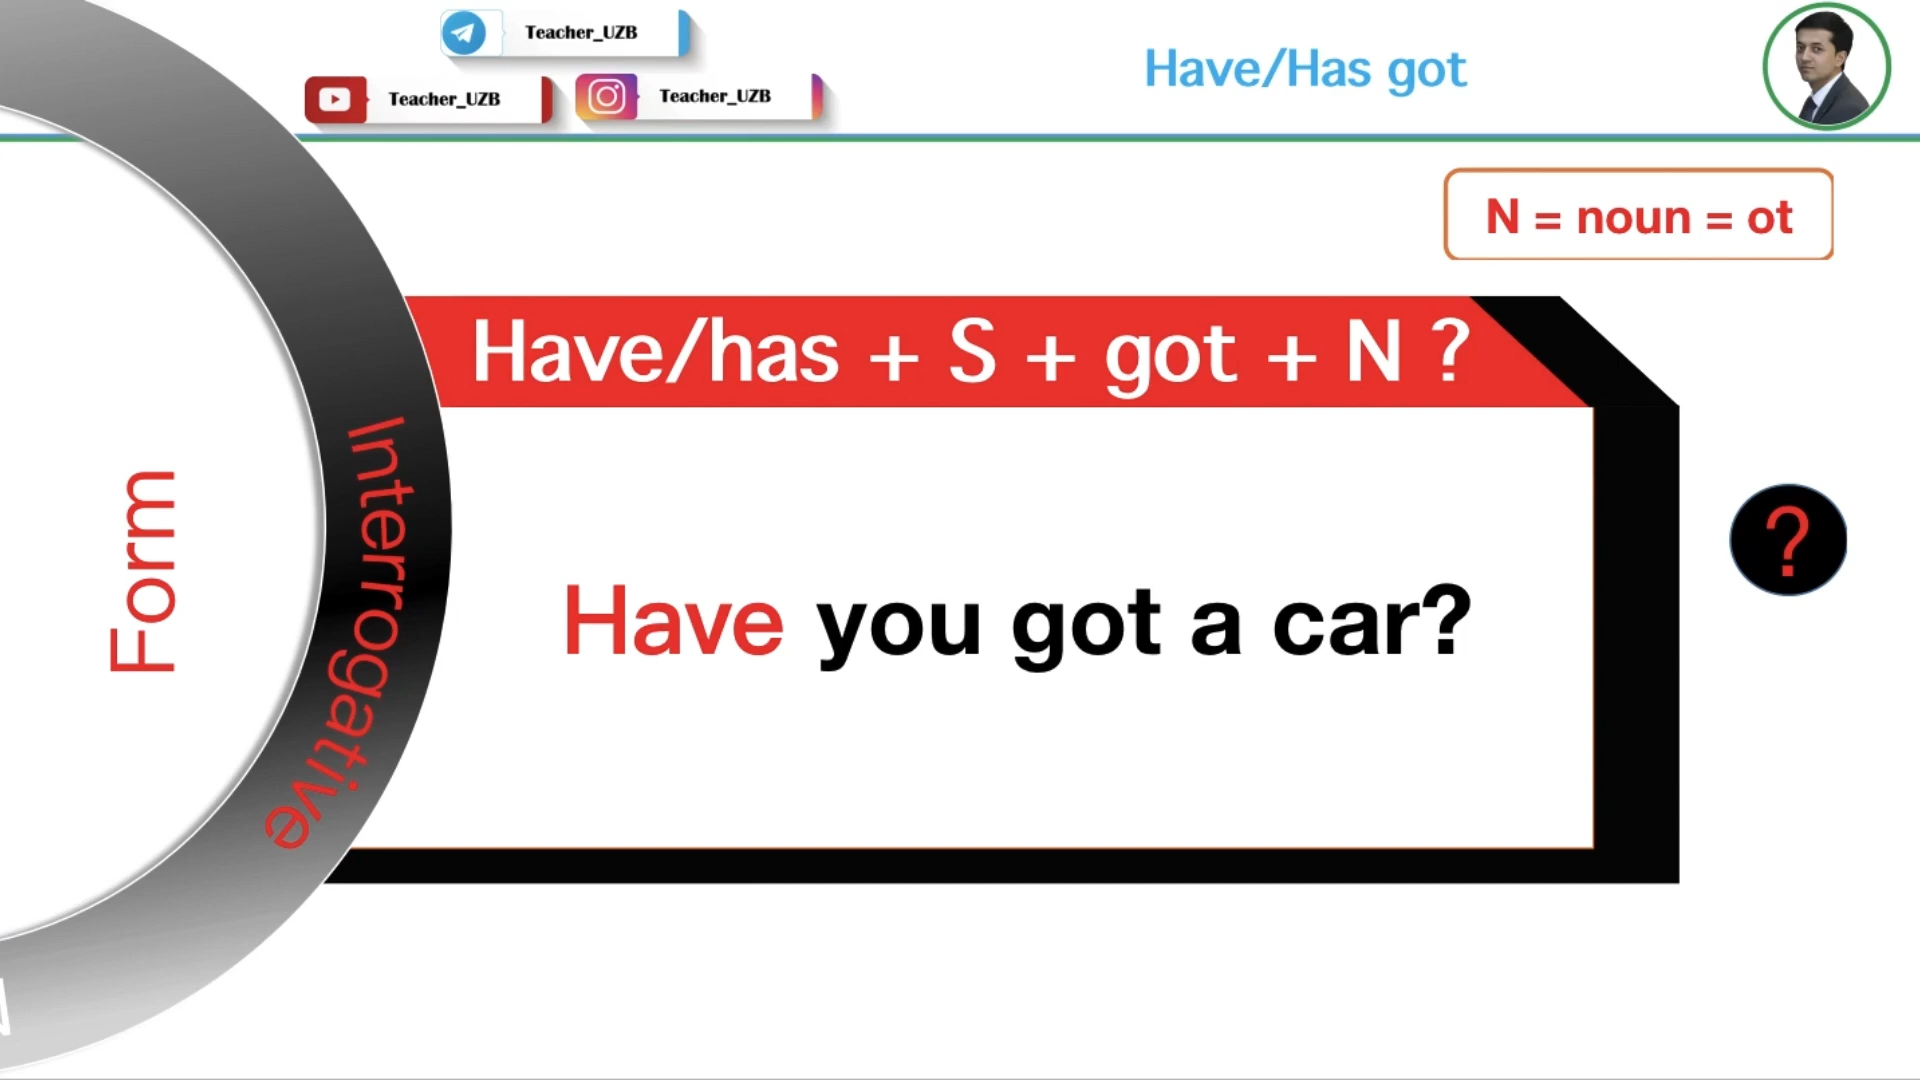 Teacher_UZB
Teacher_UZB
Teacher_UZB
Have/Has got
N = noun = ot
Have/has + S + got + N ?
Form
Interrogative
Have you got a car?
?